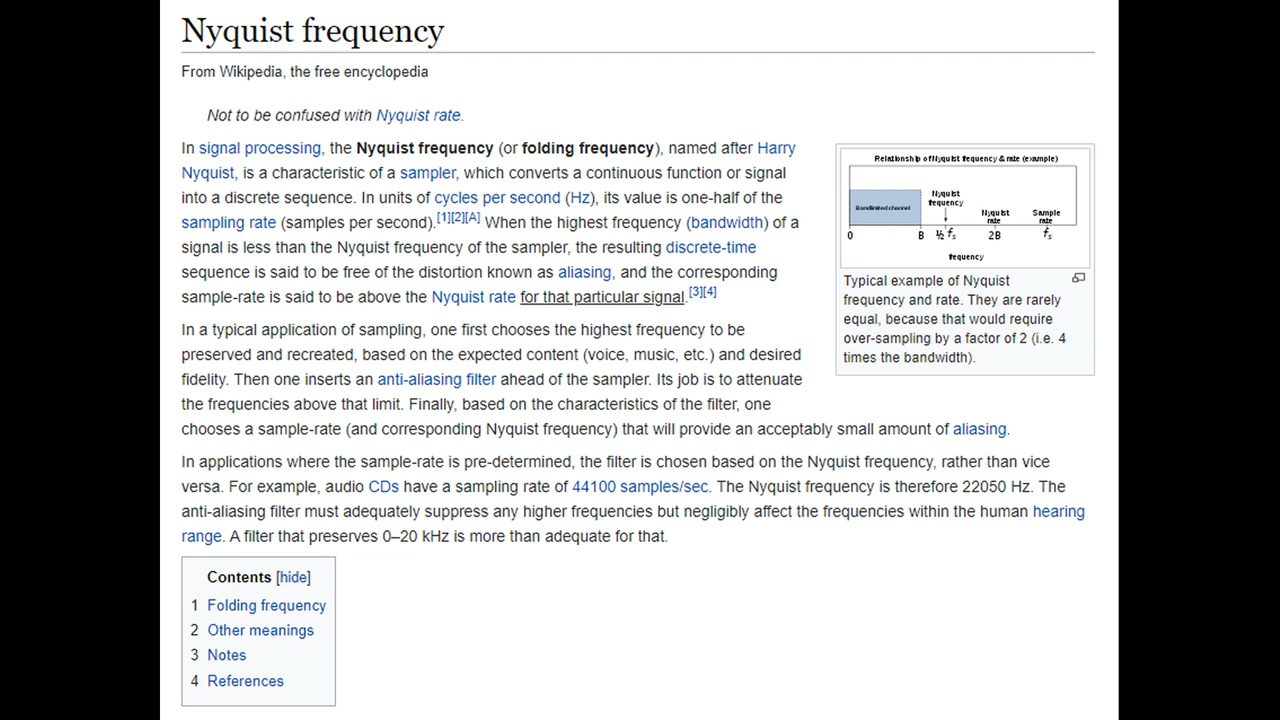 Nyquist frequency
From Wikipedia, the free encyclopedia
Not to be confused with Nyquist rate.
In signal processing, the Nyquist frequency (or folding frequency), named after Harry
Nyquist, is a characteristic of a sampler, which converts a continuous function or signal
into a discrete sequence. In units of cycles per second (Hz), its value is one-half of the
sampling rate (samples per second).[1][2][A] When the highest frequency (bandwidth) of a
signal is less than the Nyquist frequency of the sampler, the resulting discrete-time
sequence is said to be free of the distortion known as aliasing, and the corresponding
sample-rate is said to be above the Nyquist rate for that particular signal.[3][4]
In a typical application of sampling, one first chooses the highest frequency to be
preserved and recreated, based on the expected content (voice, music, etc.) and desired
fidelity. Then one inserts an anti-aliasing filter ahead of the sampler. Its job is to attenuate
the frequencies above that limit. Finally, based on the characteristics of the filter, one
chooses a sample-rate (and corresponding Nyquist frequency) that will provide an acceptably small amount of aliasing.
In applications where the sample-rate is pre-determined, the filter is chosen based on the Nyquist frequency, rather than vice
versa. For example, audio CDs have a sampling rate of 44100 samples/sec. The Nyquist frequency is therefore 22050 Hz. The
anti-aliasing filter must adequately suppress any higher frequencies but negligibly affect the frequencies within the human hearing
range. A filter that preserves 0–20 kHz is more than adequate for that.
Relationship of Nyquist frequency & rate (example)
Bandlimited channel
Nyquist
frequency
Nyquist
rate
Sample
rate
0 B ½ fs 2B fs
frequency
Typical example of Nyquist
frequency and rate. They are rarely
equal, because that would require
over-sampling by a factor of 2 (i.e. 4
times the bandwidth).
Contents [hide]
1 Folding frequency
2 Other meanings
3 Notes
4 References